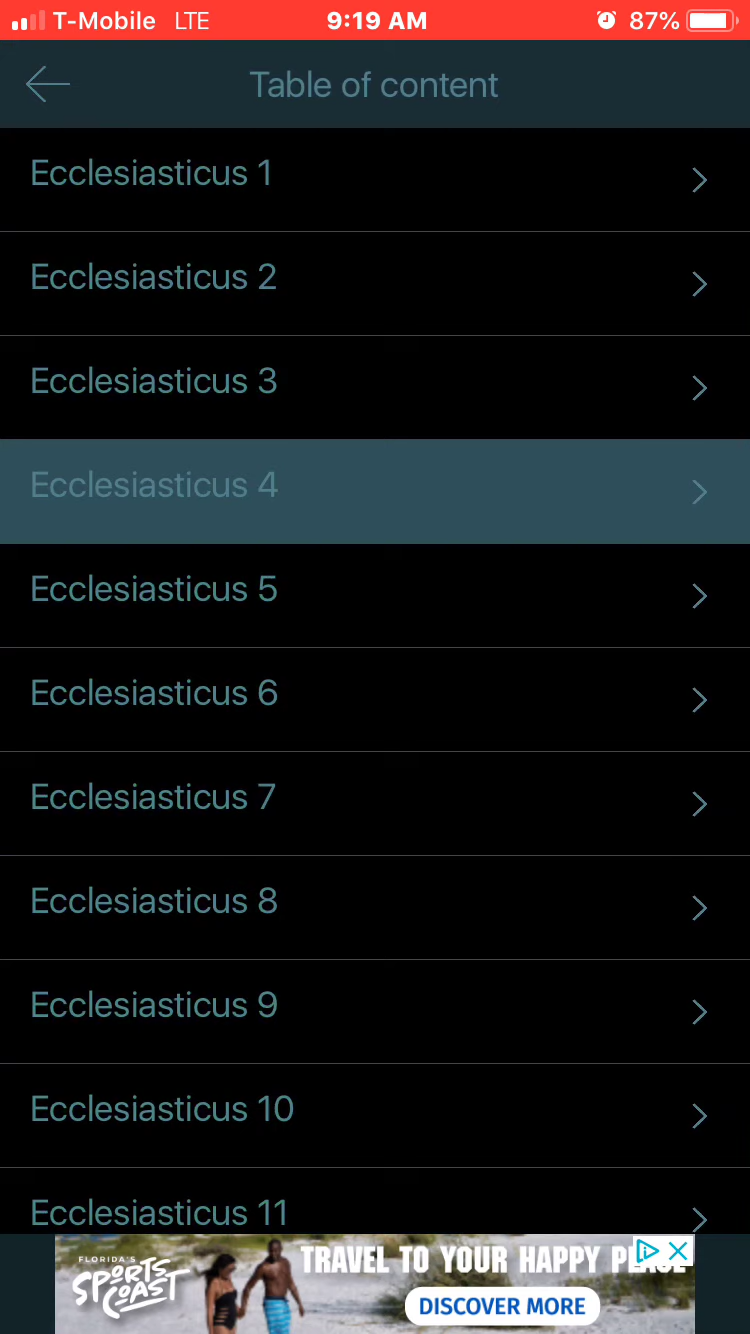 T-Mobile LTE 9:19 AM 87%
Table of content
Ecclesiasticus 1
Ecclesiasticus 2
Ecclesiasticus 3
Ecclesiasticus 4
Ecclesiasticus 5
Ecclesiasticus 6
Ecclesiasticus 7
Ecclesiasticus 8
Ecclesiasticus 9
Ecclesiasticus 10
Ecclesiasticus 11
FLORIDA'S
SPORTS
COAST
TRAVEL TO YOUR HAPPY PLACE
DISCOVER MORE